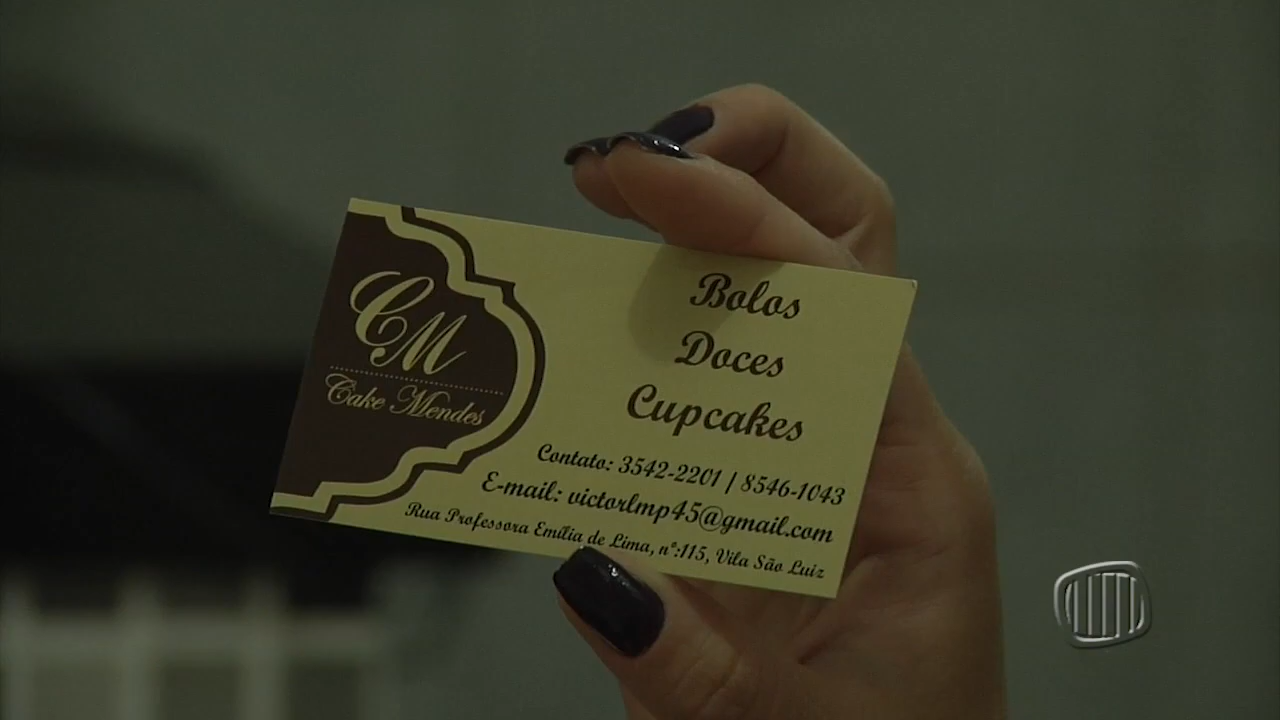 CM
Cake Mendes
Bolos
Doces
Cupcakes
Contato: 3542-2201 / 8546-1043
E-mail: victorlmp45@gmail.com
Rua Professora Emília de Lima, nº:115, Vila São Luiz